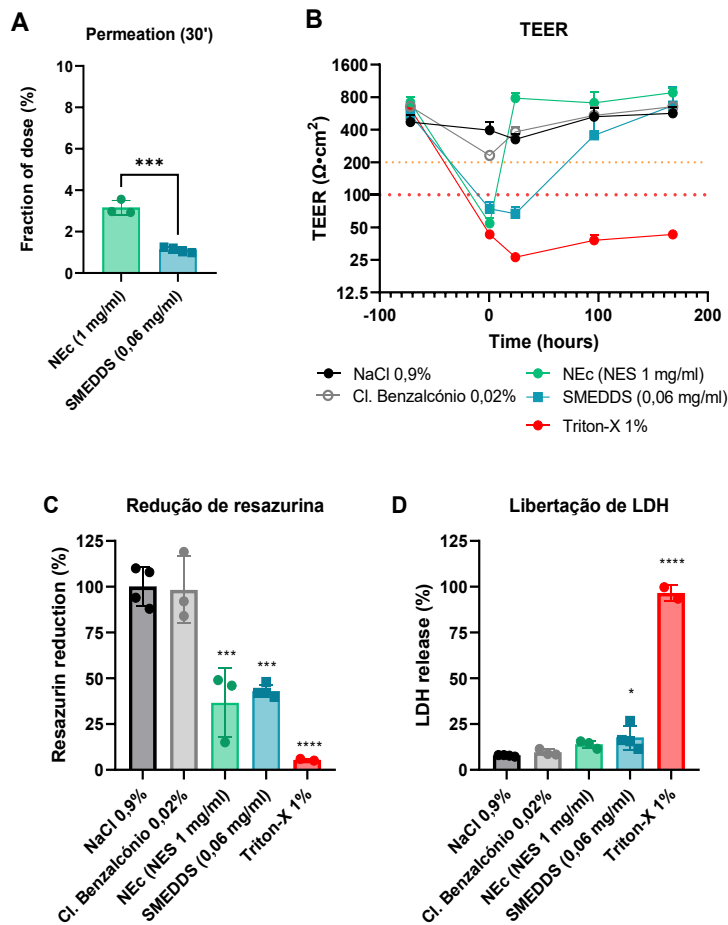 A
Permeation (30')
Fraction of dose (%)
10
8
6
4
2
0
***
NEc (1 mg/ml)
SMEDDS (0,06 mg/ml)
B
TEER
TEER (Ω•cm²)
1600
800
400
200
100
50
25
12.5
-100
0
100
200
Time (hours)
NaCl 0,9%
Cl. Benzalcónio 0,02%
NEc (NES 1 mg/ml)
SMEDDS (0,06 mg/ml)
Triton-X 1%
C
Redução de resazurina
Resazurin reduction (%)
125
100
75
50
25
0
***
***
****
NaCl 0,9%
Cl. Benzalcónio 0,02%
NEc (NES 1 mg/ml)
SMEDDS (0,06 mg/ml)
Triton-X 1%
D
Libertação de LDH
LDH release (%)
125
100
75
50
25
0
*
****
NaCl 0,9%
Cl. Benzalcónio 0,02%
NEc (NES 1 mg/ml)
SMEDDS (0,06 mg/ml)
Triton-X 1%